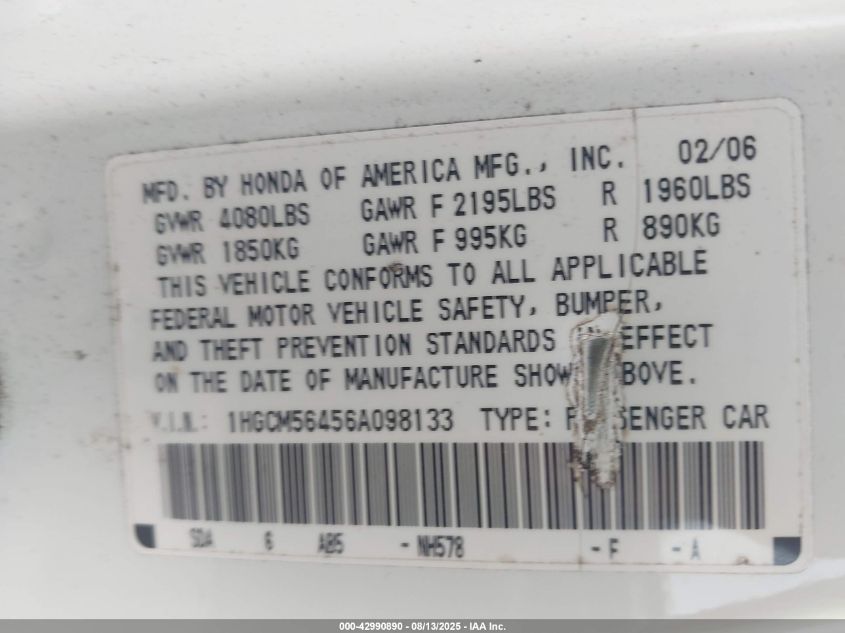 MFD. BY HONDA OF AMERICA MFG., INC. 02/06
GVWR 4080LBS GAWR F 2195LBS R 1960LBS
GVWR 1850KG GAWR F 995KG R 890KG
THIS VEHICLE CONFORMS TO ALL APPLICABLE
FEDERAL MOTOR VEHICLE SAFETY, BUMPER,
AND THEFT PREVENTION STANDARDS EFFECT
ON THE DATE OF MANUFACTURE SHOW BOVE.
V.I.N.: 1HGCM56456A098133 TYPE: P SENGER CAR
SDA 6 A05 - NH578 - F - A
000-42990890 - 08/13/2025 - IAA Inc.